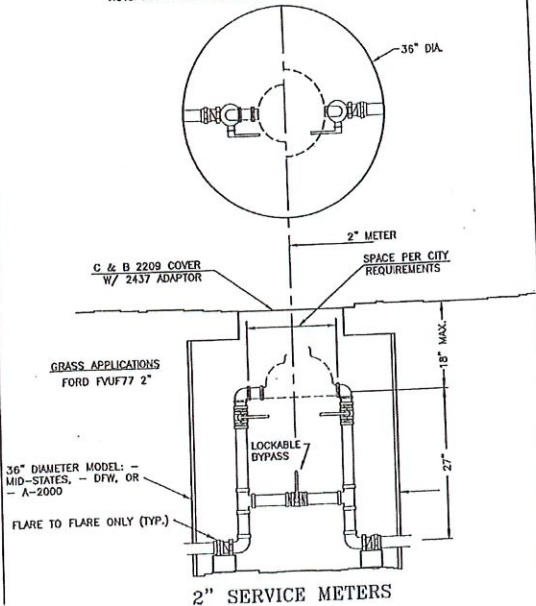 36" DIA.
2" METER
C & B 2209 COVER
W/ 2437 ADAPTOR
SPACE PER CITY
REQUIREMENTS
18" MAX.
GRASS APPLICATIONS
FORD FVUF77 2"
LOCKABLE
BYPASS
27"
36" DIAMETER MODEL: -
MID-STATES, - DFW, OR
- A-2000
FLARE TO FLARE ONLY (TYP.)
2" SERVICE METERS